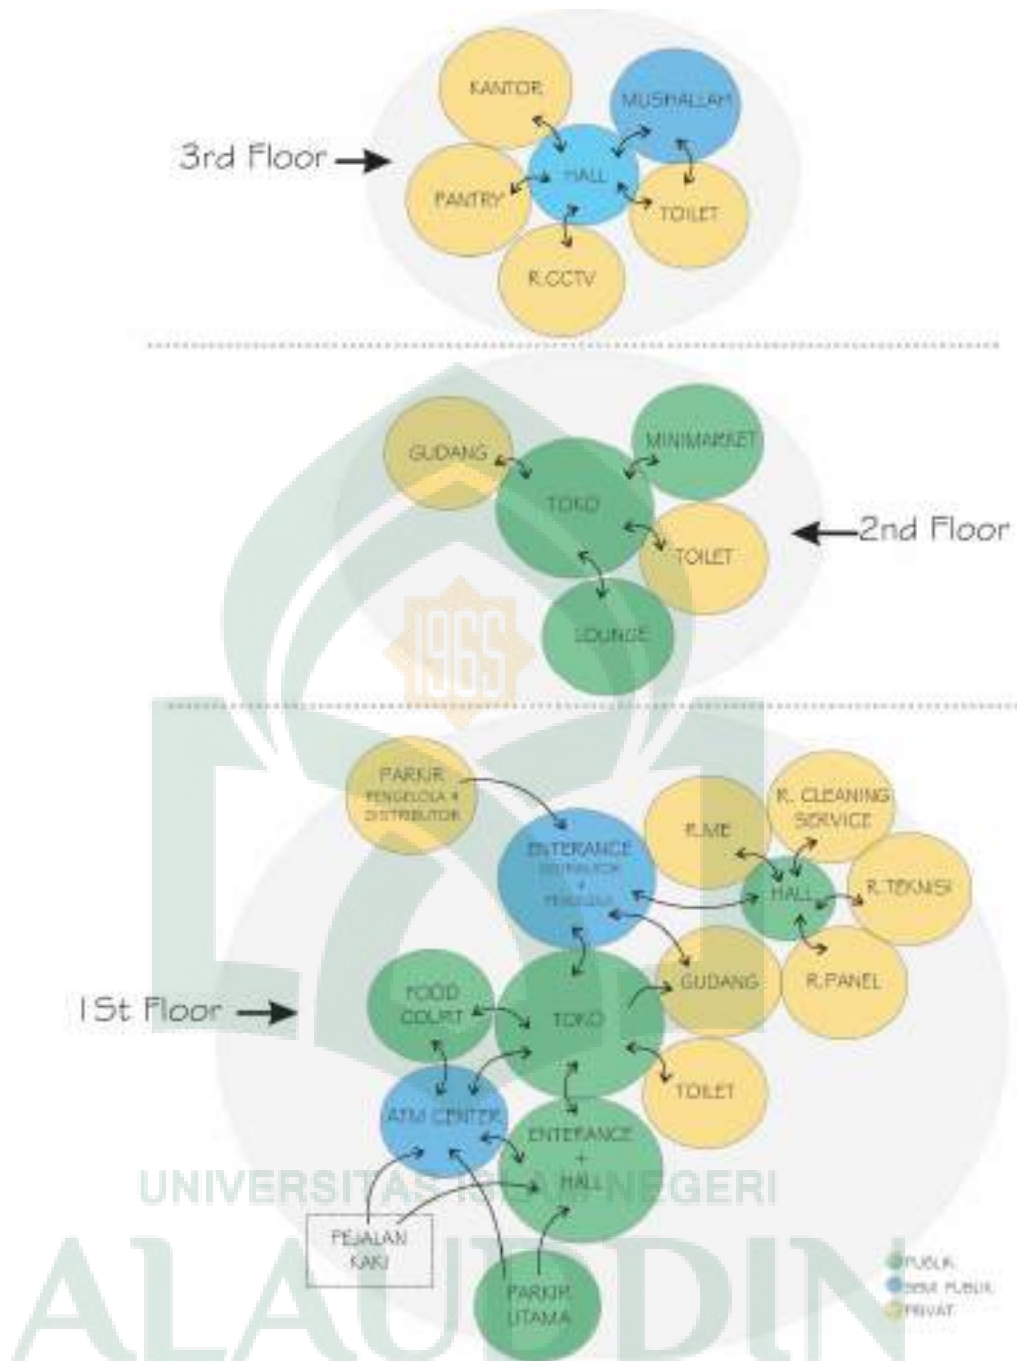 3rd Floor
KANTOR
MUSHALLAH
HALL
PANTRY
TOILET
R.CCTV
GUDANG
MINIMARKET
TOKO
TOILET
2nd Floor
LOUNGE
1965
PARKIR
PENGELOLA &
DISTRIBUTOR
R. CLEANING
SERVICE
R.ME
ENTERANCE
DISTRIBUTOR
+
PENGELOLA
HALL
R.TEKNISI
GUDANG
R.PANEL
1St Floor
FOOD
COURT
TOKO
TOILET
ATM CENTER
ENTERANCE
+
HALL
UNIVERSITAS ISLAM NEGERI
PEJALAN
KAKI
ALAUDDIN
PARKIR
UTAMA
PUBLIK
SEMI PUBLIK
PRIVAT